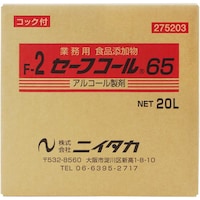 コック付
275203
業務用 食品添加物
F-2 セーフコール 65
アルコール製剤
NET 20L
株式会社 ニイタカ
〒532-8560 大阪市淀川区新高1-8-10
TEL 06-6395-2717